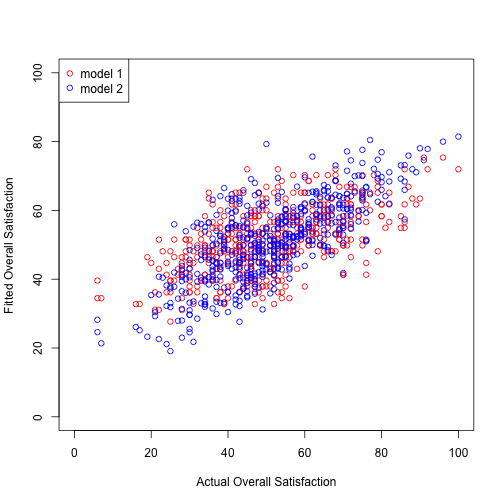 model 1
model 2
100
80
60
40
20
0
Fitted Overall Satisfaction
0 20 40 60 80 100
Actual Overall Satisfaction